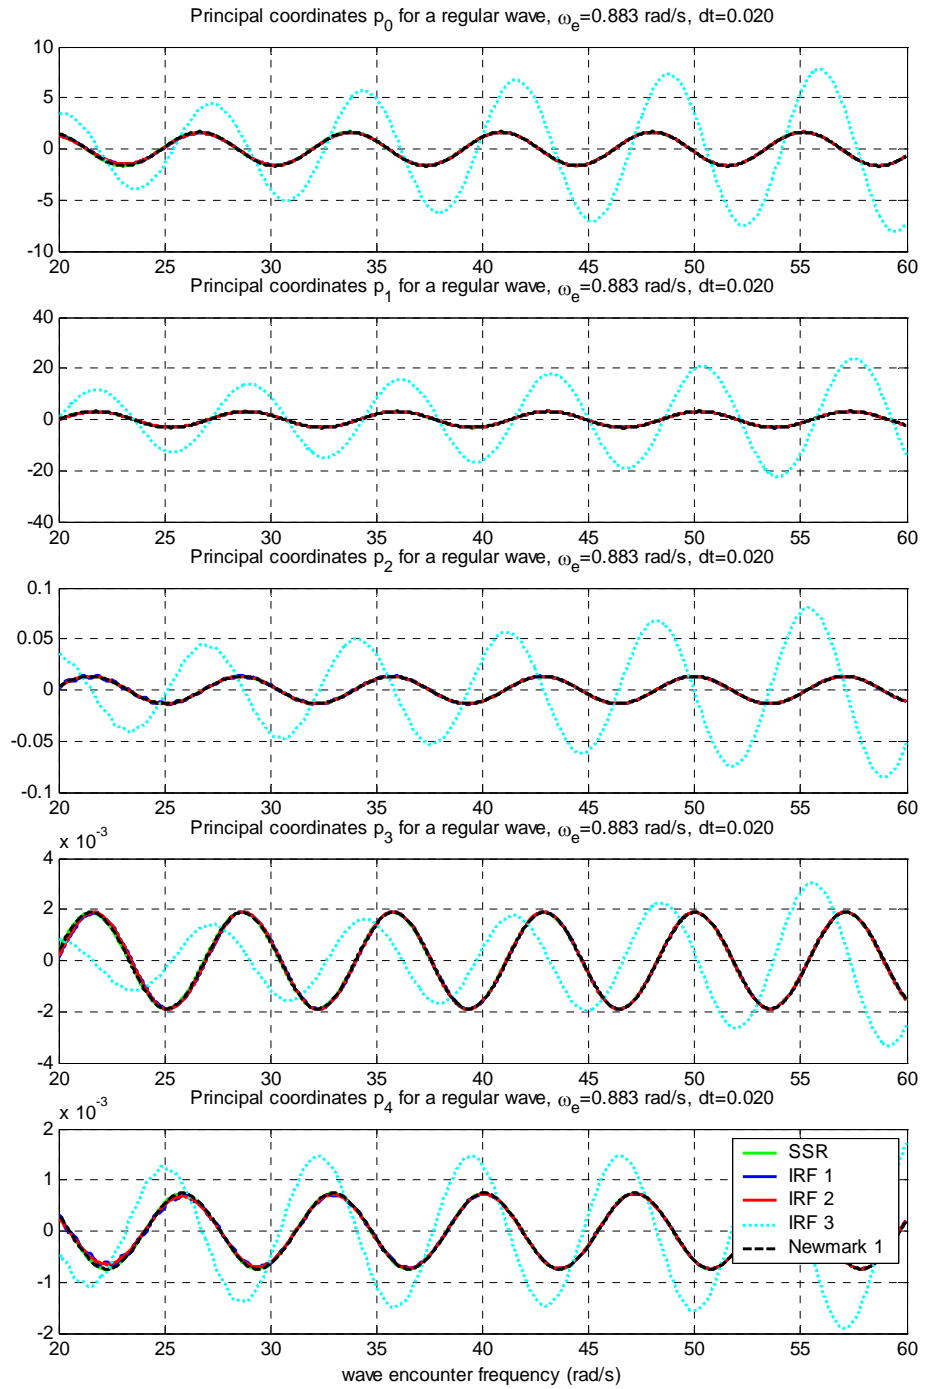 Principal coordinates p0 for a regular wave, ωe=0.883 rad/s, dt=0.020
10
5
0
-5
-10
20 25 30 35 40 45 50 55 60
Principal coordinates p1 for a regular wave, ωe=0.883 rad/s, dt=0.020
40
20
0
-20
-40
20 25 30 35 40 45 50 55 60
Principal coordinates p2 for a regular wave, ωe=0.883 rad/s, dt=0.020
0.1
0.05
0
-0.05
-0.1
20 25 30 35 40 45 50 55 60
x 10-3
Principal coordinates p3 for a regular wave, ωe=0.883 rad/s, dt=0.020
4
2
0
-2
-4
20 25 30 35 40 45 50 55 60
x 10-3
Principal coordinates p4 for a regular wave, ωe=0.883 rad/s, dt=0.020
2
1
0
-1
-2
SSR
IRF 1
IRF 2
IRF 3
Newmark 1
20 25 30 35 40 45 50 55 60
wave encounter frequency (rad/s)